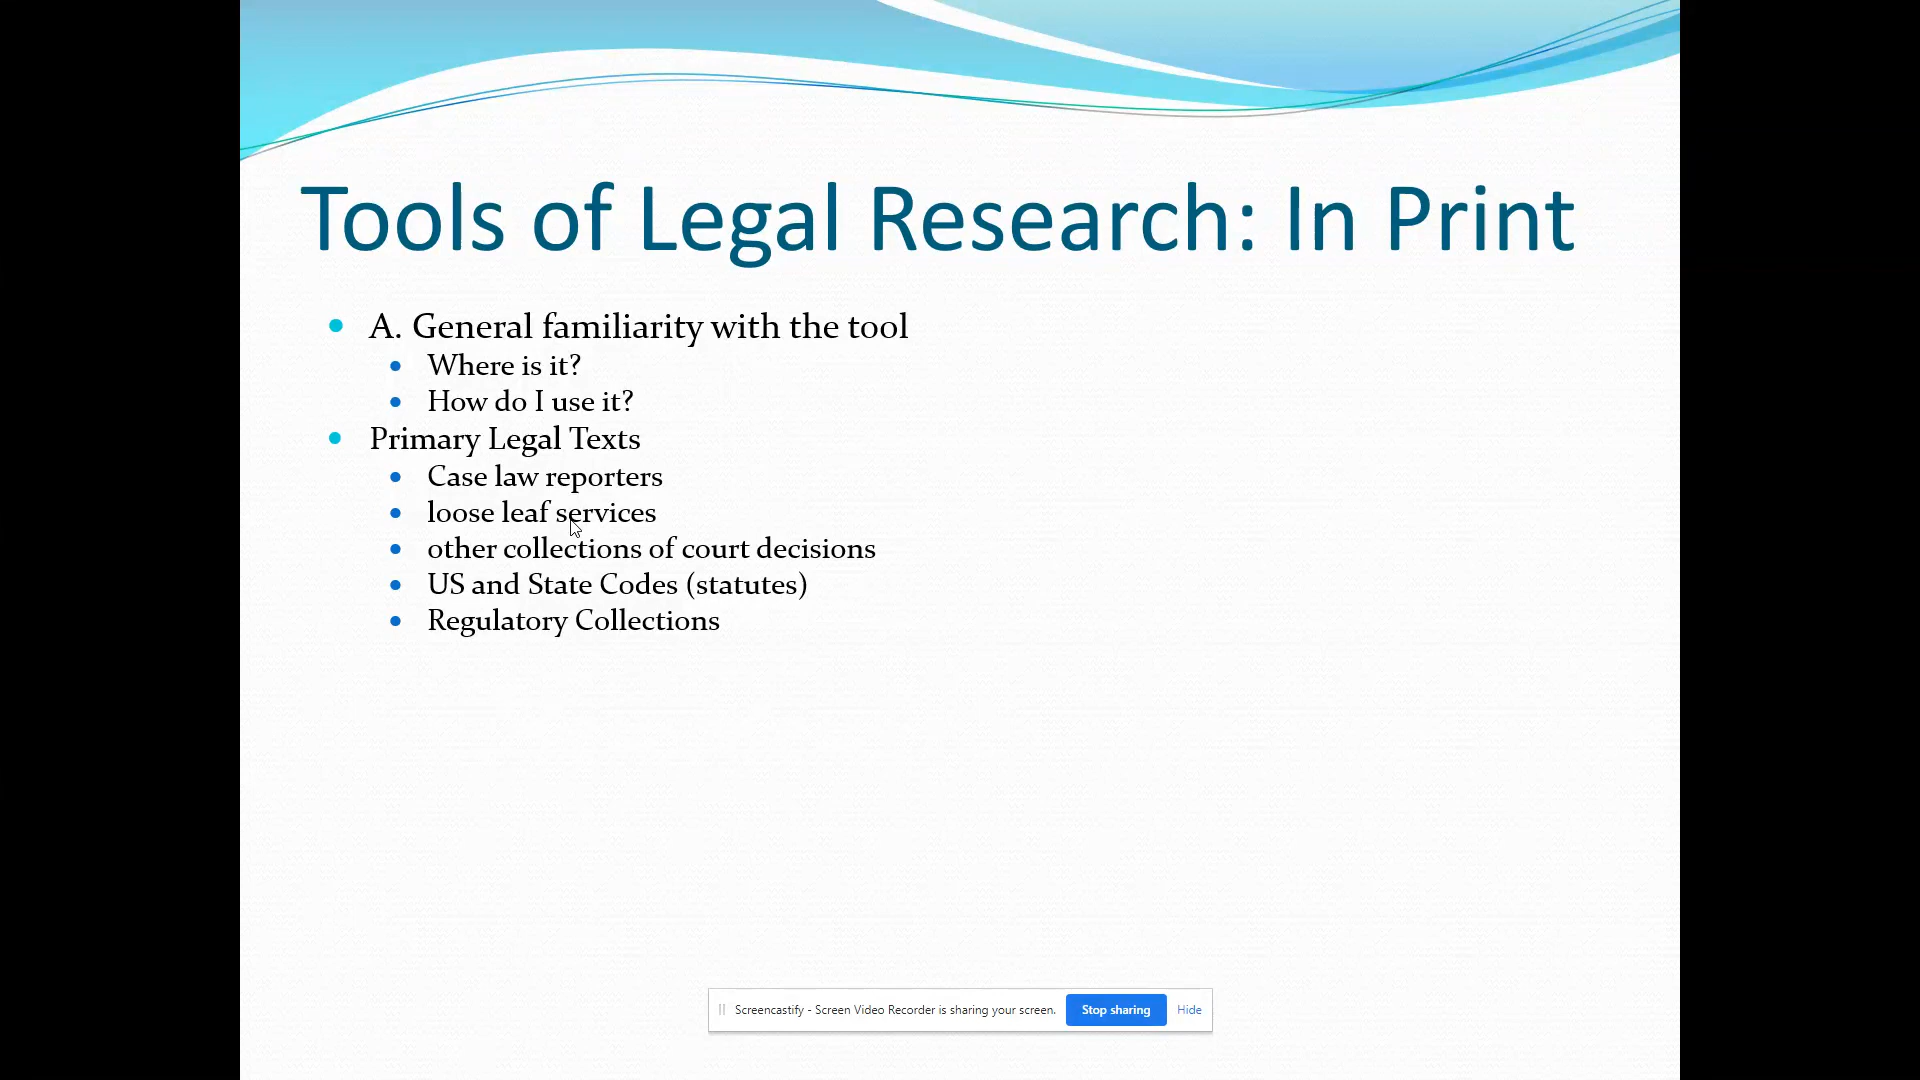 Tools of Legal Research: In Print
A. General familiarity with the tool
Where is it?
How do I use it?
Primary Legal Texts
Case law reporters
loose leaf services
other collections of court decisions
US and State Codes (statutes)
Regulatory Collections
Screencastify - Screen Video Recorder is sharing your screen. Stop sharing Hide